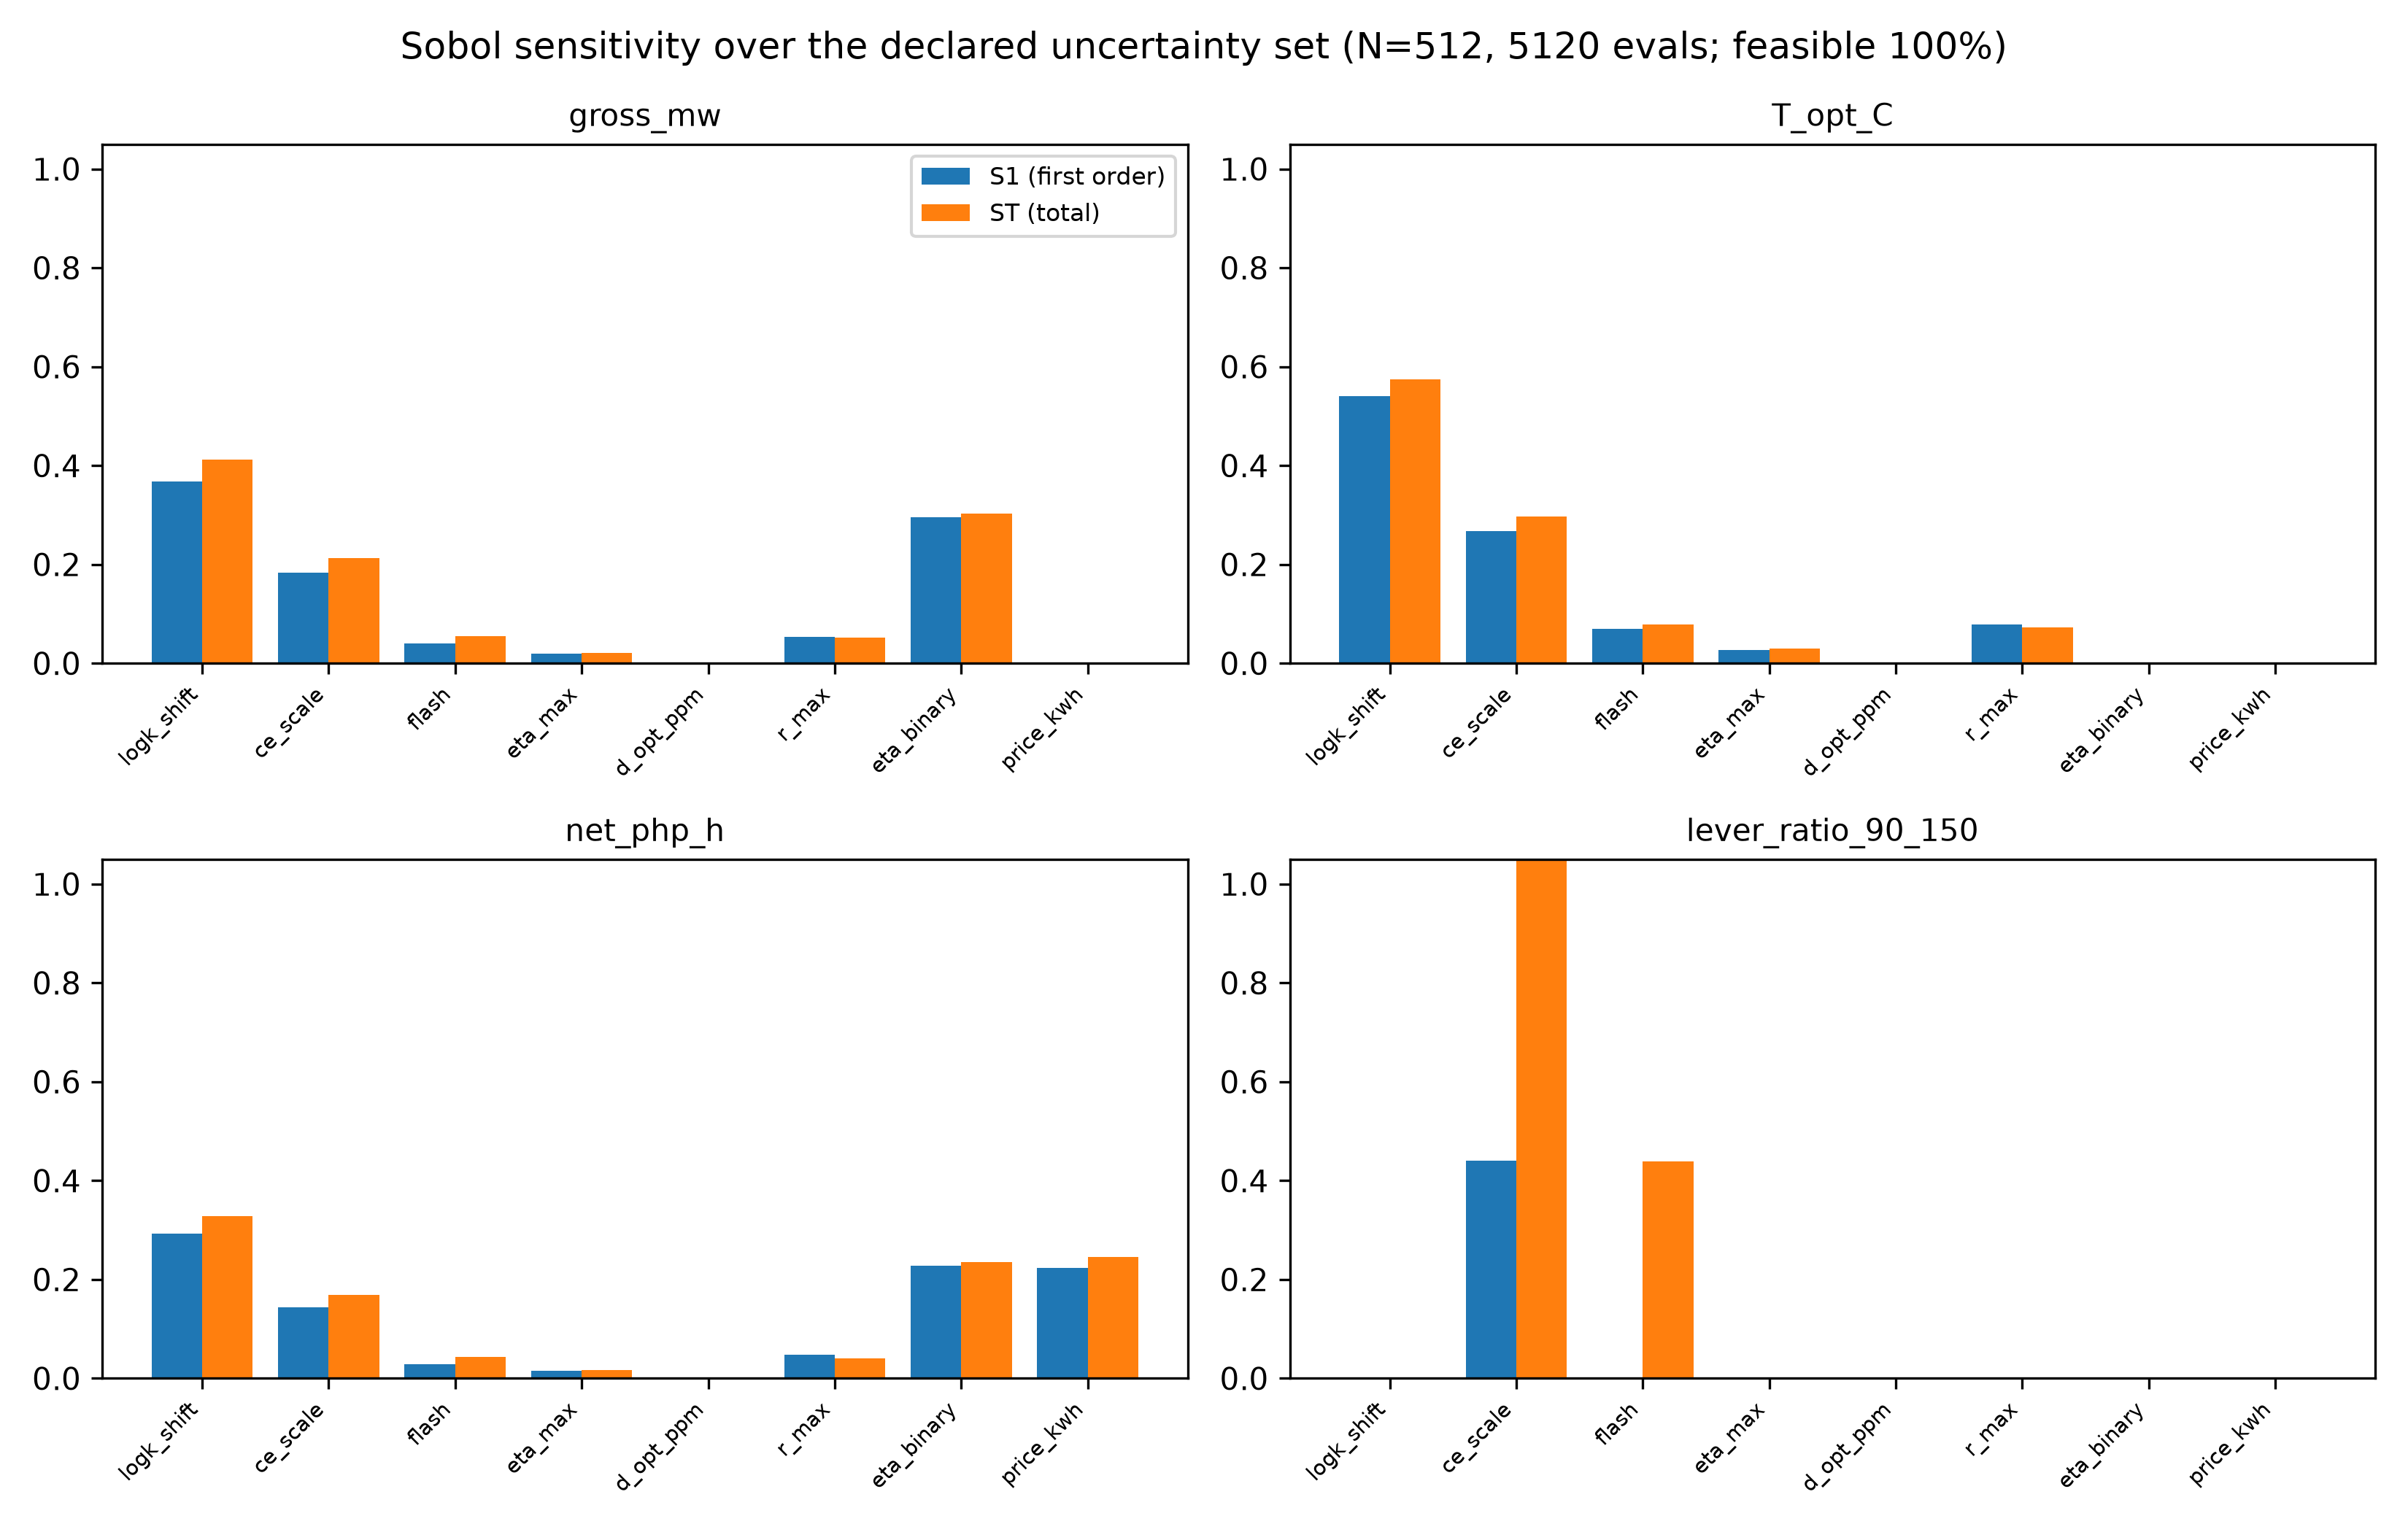 Sobol sensitivity over the declared uncertainty set (N=512, 5120 evals; feasible 100%)
gross_mw
1.0
0.8
0.6
0.4
0.2
0.0
S1 (first order)
ST (total)
logk_shift
ce_scale
flash
eta_max
d_opt_ppm
r_max
eta_binary
price_kwh
T_opt_C
1.0
0.8
0.6
0.4
0.2
0.0
logk_shift
ce_scale
flash
eta_max
d_opt_ppm
r_max
eta_binary
price_kwh
net_php_h
1.0
0.8
0.6
0.4
0.2
0.0
logk_shift
ce_scale
flash
eta_max
d_opt_ppm
r_max
eta_binary
price_kwh
lever_ratio_90_150
1.0
0.8
0.6
0.4
0.2
0.0
logk_shift
ce_scale
flash
eta_max
d_opt_ppm
r_max
eta_binary
price_kwh